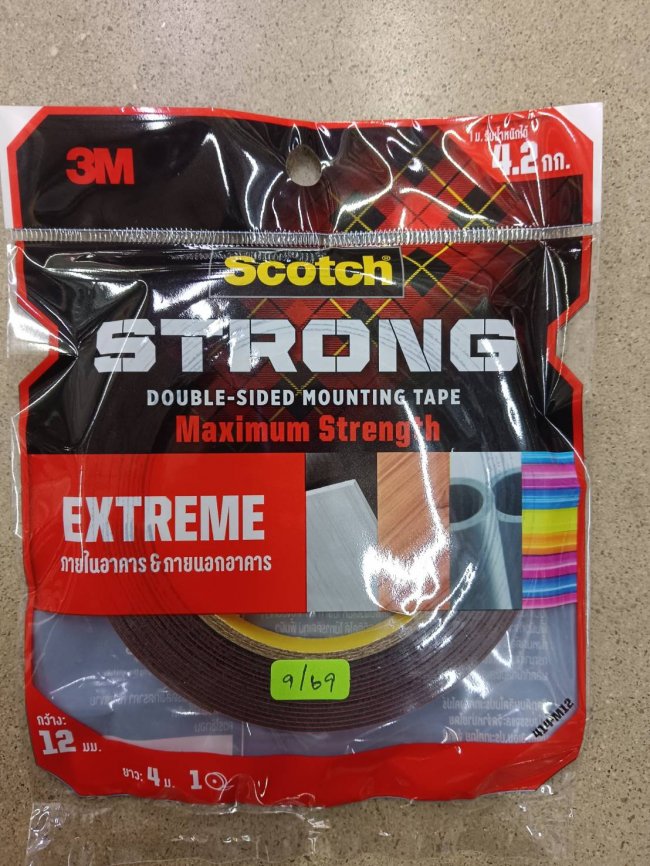 3M
1 ม. รับน้ำหนักได้
4.2 กก.
Scotch®
STRONG
DOUBLE-SIDED MOUNTING TAPE
Maximum Strength
EXTREME
ภายในอาคาร & ภายนอกอาคาร
9/69
414-M12
กว้าง:
12 มม.
ยาว: 4 ม. 1